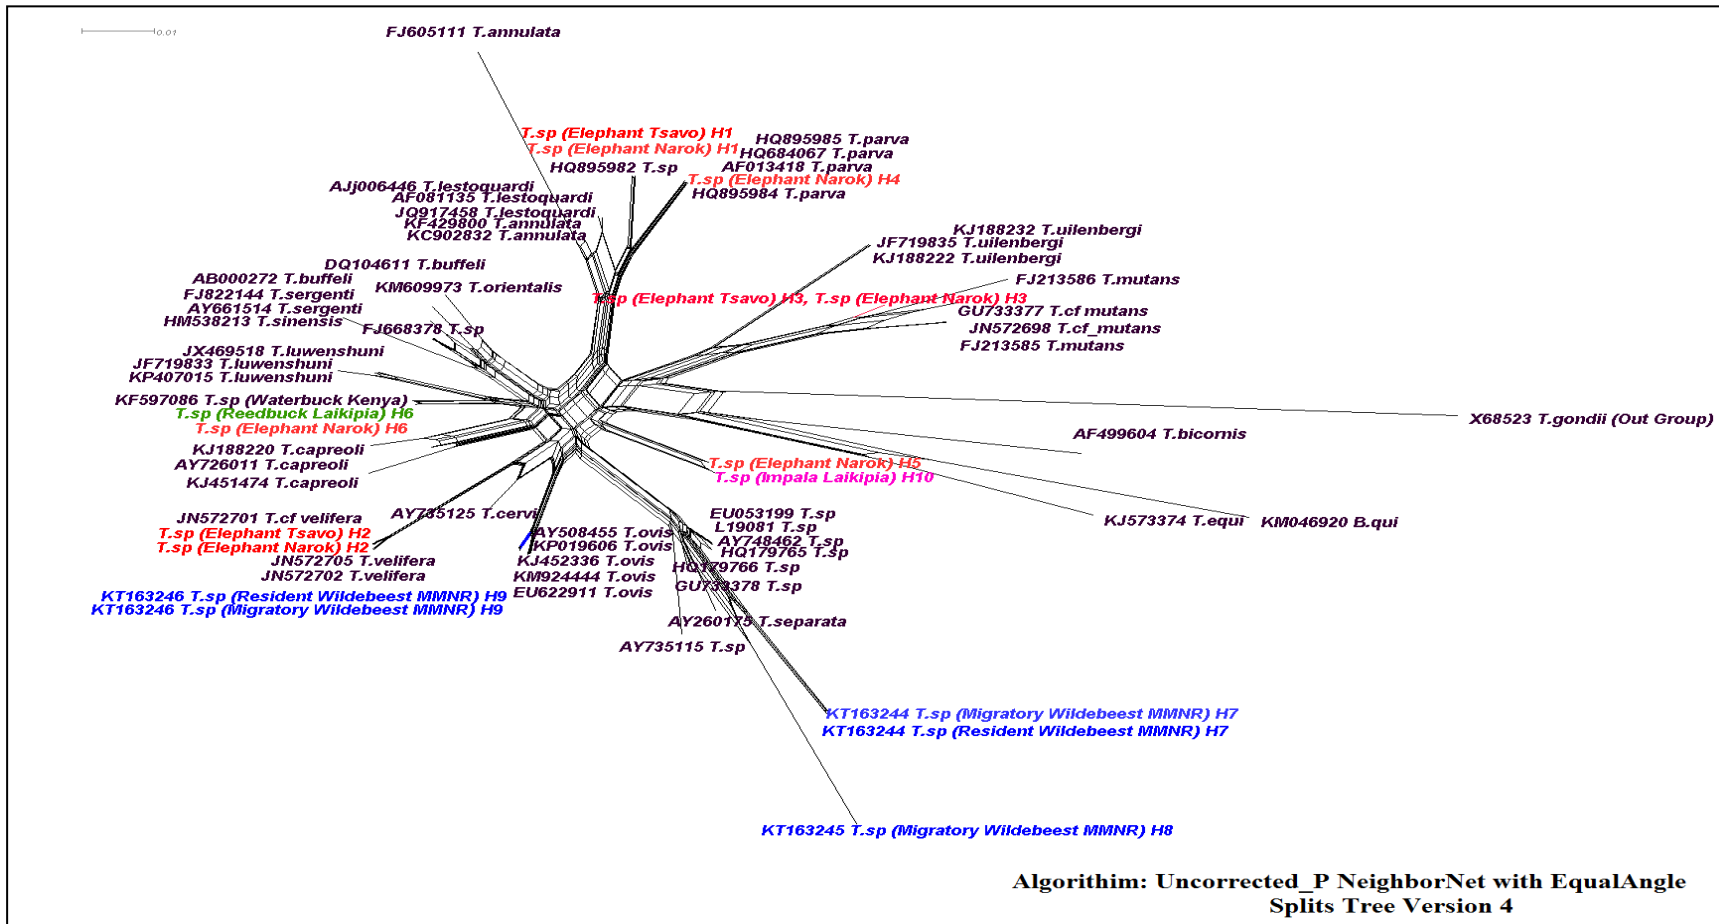 0.01
FJ605111 T.annulata
T.sp (Elephant Tsavo) H1
T.sp (Elephant Narok) H1
HQ895982 T.sp
HQ895985 T.parva
HQ684067 T.parva
AF013418 T.parva
T.sp (Elephant Narok) H4
HQ895984 T.parva
AJj006446 T.lestoquardi
AF081135 T.lestoquardi
JQ917458 T.lestoquardi
KF429800 T.annulata
KC902832 T.annulata
KJ188232 T.uilenbergi
JF719835 T.uilenbergi
KJ188222 T.uilenbergi
FJ213586 T.mutans
T.sp (Elephant Tsavo) H3, T.sp (Elephant Narok) H3
GU733377 T.cf mutans
JN572698 T.cf_mutans
FJ213585 T.mutans
DQ104611 T.buffeli
AB000272 T.buffeli
KM609973 T.orientalis
FJ822144 T.sergenti
AY661514 T.sergenti
HM538213 T.sinensis
FJ668378 T.sp
JX469518 T.luwenshuni
JF719833 T.luwenshuni
KP407015 T.luwenshuni
KF597086 T.sp (Waterbuck Kenya)
T.sp (Reedbuck Laikipia) H6
T.sp (Elephant Narok) H6
KJ188220 T.capreoli
AY726011 T.capreoli
KJ451474 T.capreoli
X68523 T.gondii (Out Group)
AF499604 T.bicornis
T.sp (Elephant Narok) H5
T.sp (Impala Laikipia) H10
KJ573374 T.equi
KM046920 B.qui
JN572701 T.cf velifera
AY735125 T.cervi
T.sp (Elephant Tsavo) H2
T.sp (Elephant Narok) H2
JN572705 T.velifera
JN572702 T.velifera
KT163246 T.sp (Resident Wildebeest MMNR) H9
KT163246 T.sp (Migratory Wildebeest MMNR) H9
AY508455 T.ovis
KP019606 T.ovis
KJ452336 T.ovis
KM924444 T.ovis
EU622911 T.ovis
EU053199 T.sp
L19081 T.sp
AY748462 T.sp
HQ179765 T.sp
HQ179766 T.sp
GU733378 T.sp
AY260175 T.separata
AY735115 T.sp
KT163244 T.sp (Migratory Wildebeest MMNR) H7
KT163244 T.sp (Resident Wildebeest MMNR) H7
KT163245 T.sp (Migratory Wildebeest MMNR) H8
Algorithim: Uncorrected_P NeighborNet with EqualAngle
Splits Tree Version 4